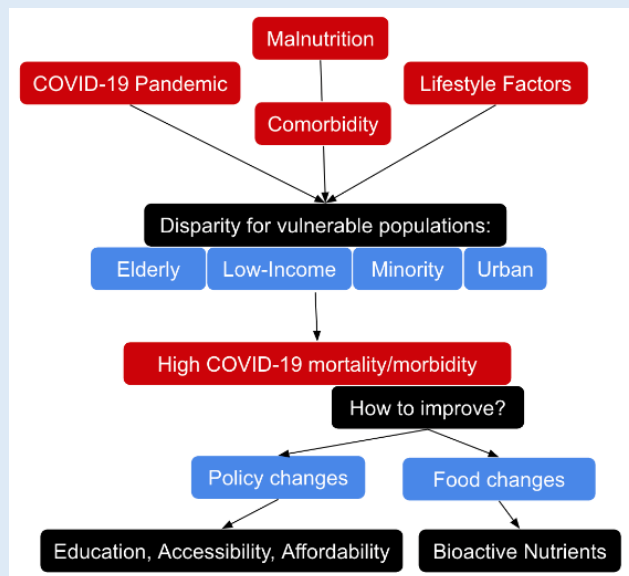 Malnutrition
COVID-19 Pandemic
Lifestyle Factors
Comorbidity
Disparity for vulnerable populations:
Elderly
Low-Income
Minority
Urban
High COVID-19 mortality/morbidity
How to improve?
Policy changes
Food changes
Education, Accessibility, Affordability
Bioactive Nutrients